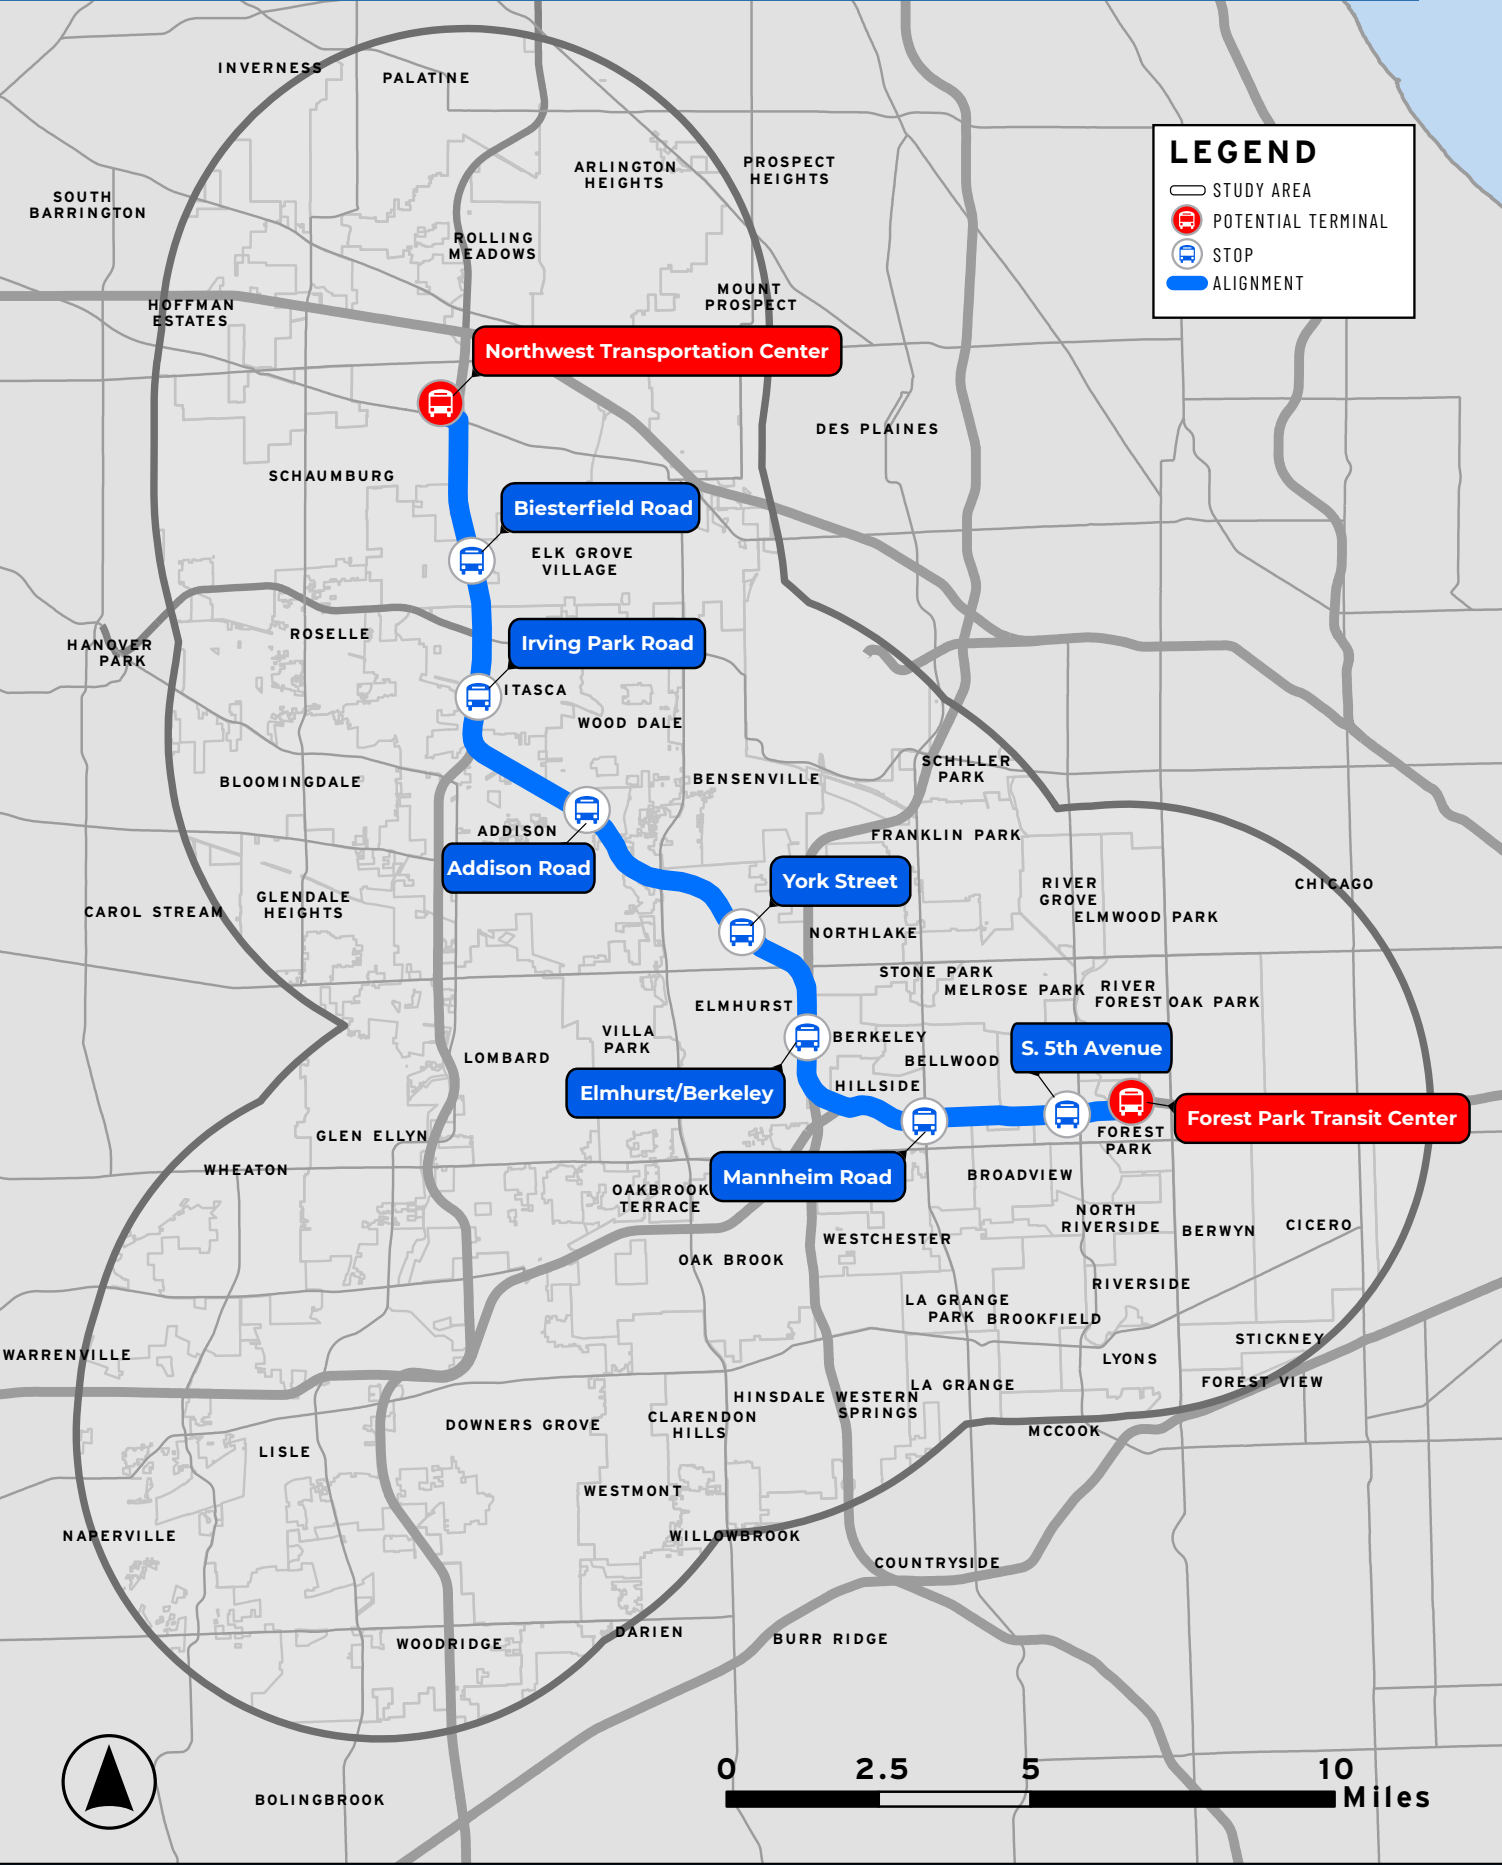 INVERNESS
PALATINE
ARLINGTON
HEIGHTS
PROSPECT
HEIGHTS
LEGEND
STUDY AREA
POTENTIAL TERMINAL
STOP
ALIGNMENT
SOUTH
BARRINGTON
ROLLING
MEADOWS
HOFFMAN
ESTATES
MOUNT
PROSPECT
Northwest Transportation Center
DES PLAINES
SCHAUMBURG
Biesterfield Road
ELK GROVE
VILLAGE
HANOVER
PARK
ROSELLE
Irving Park Road
ITASCA
WOOD DALE
BLOOMINGDALE
BENSENVILLE
SCHILLER
PARK
ADDISON
FRANKLIN PARK
Addison Road
York Street
RIVER
GROVE
CHICAGO
CAROL STREAM
GLENDALE
HEIGHTS
ELMWOOD PARK
NORTHLAKE
STONE PARK
MELROSE PARK
RIVER
FOREST
OAK PARK
ELMHURST
VILLA
PARK
BERKELEY
LOMBARD
BELLWOOD
S. 5th Avenue
Elmhurst/Berkeley
HILLSIDE
Forest Park Transit Center
GLEN ELLYN
FOREST
PARK
WHEATON
Mannheim Road
BROADVIEW
OAKBROOK
TERRACE
NORTH
RIVERSIDE
BERWYN
CICERO
WESTCHESTER
OAK BROOK
RIVERSIDE
LA GRANGE
PARK
BROOKFIELD
STICKNEY
WARRENVILLE
LYONS
FOREST VIEW
LA GRANGE
HINSDALE
WESTERN
SPRINGS
DOWNERS GROVE
CLARENDON
HILLS
MCCOOK
LISLE
WESTMONT
NAPERVILLE
WILLOWBROOK
COUNTRYSIDE
WOODRIDGE
DARIEN
BURR RIDGE
BOLINGBROOK
0 2.5 5 10
Miles